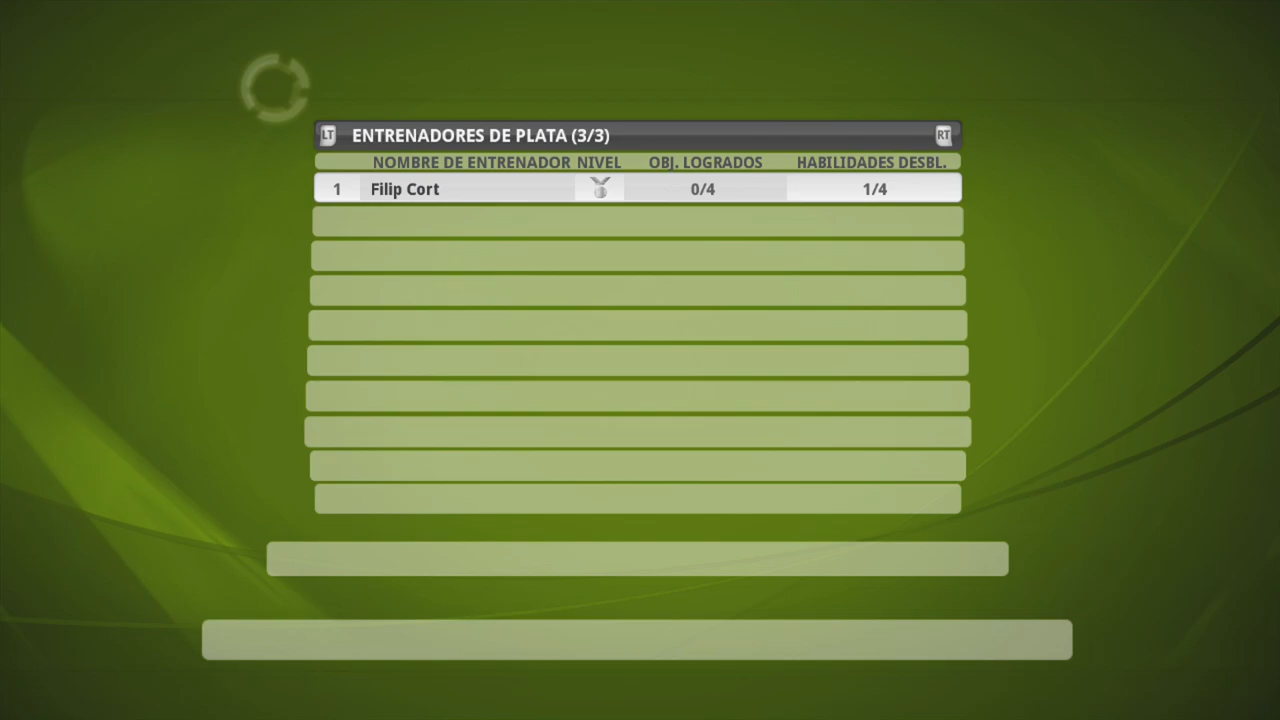 LT ENTRENADORES DE PLATA (3/3) RT
NOMBRE DE ENTRENADOR NIVEL OBJ. LOGRADOS HABILIDADES DESBL.
1 Filip Cort 0/4 1/4